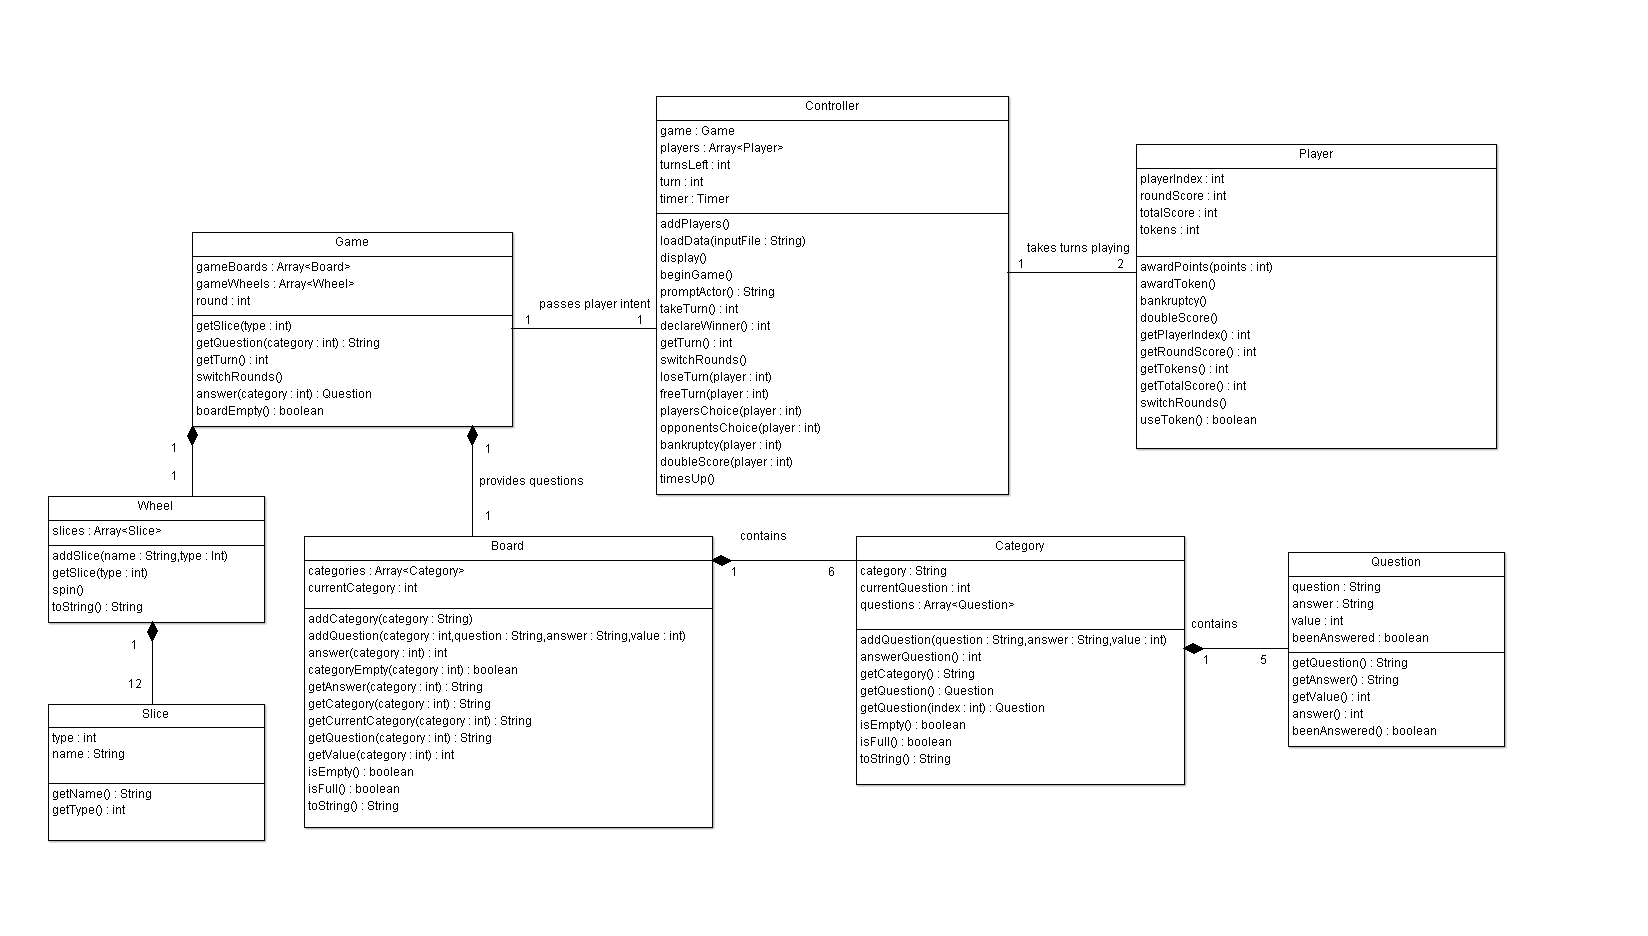 Controller
game : Game
players : Array<Player>
turnsLeft : int
turn : int
timer : Timer
addPlayers()
loadData(inputFile : String)
display()
beginGame()
promptActor() : String
takeTurn() : int
declareWinner() : int
getTurn() : int
switchRounds()
loseTurn(player : int)
freeTurn(player : int)
playersChoice(player : int)
opponentsChoice(player : int)
bankruptcy(player : int)
doubleScore(player : int)
timesUp()
takes turns playing
1
2
Player
playerIndex : int
roundScore : int
totalScore : int
tokens : int
awardPoints(points : int)
awardToken()
bankruptcy()
doubleScore()
getPlayerIndex() : int
getRoundScore() : int
getTokens() : int
getTotalScore() : int
switchRounds()
useToken() : boolean
Game
gameBoards : Array<Board>
gameWheels : Array<Wheel>
round : int
getSlice(type : int)
getQuestion(category : int) : String
getTurn() : int
switchRounds()
answer(category : int) : Question
boardEmpty() : boolean
passes player intent
1
1
1
1
1
provides questions
1
Wheel
slices : Array<Slice>
addSlice(name : String,type : Int)
getSlice(type : int)
spin()
toString() : String
1
12
Slice
type : int
name : String
getName() : String
getType() : int
Board
categories : Array<Category>
currentCategory : int
addCategory(category : String)
addQuestion(category : int,question : String,answer : String,value : int)
answer(category : int) : int
categoryEmpty(category : int) : boolean
getAnswer(category : int) : String
getCategory(category : int) : String
getCurrentCategory(category : int) : String
getQuestion(category : int) : String
getValue(category : int) : int
isEmpty() : boolean
isFull() : boolean
toString() : String
contains
1
6
Category
category : String
currentQuestion : int
questions : Array<Question>
addQuestion(question : String,answer : String,value : int)
answerQuestion() : int
getCategory() : String
getQuestion() : Question
getQuestion(index : int) : Question
isEmpty() : boolean
isFull() : boolean
toString() : String
contains
1
5
Question
question : String
answer : String
value : int
beenAnswered : boolean
getQuestion() : String
getAnswer() : String
getValue() : int
answer() : int
beenAnswered() : boolean